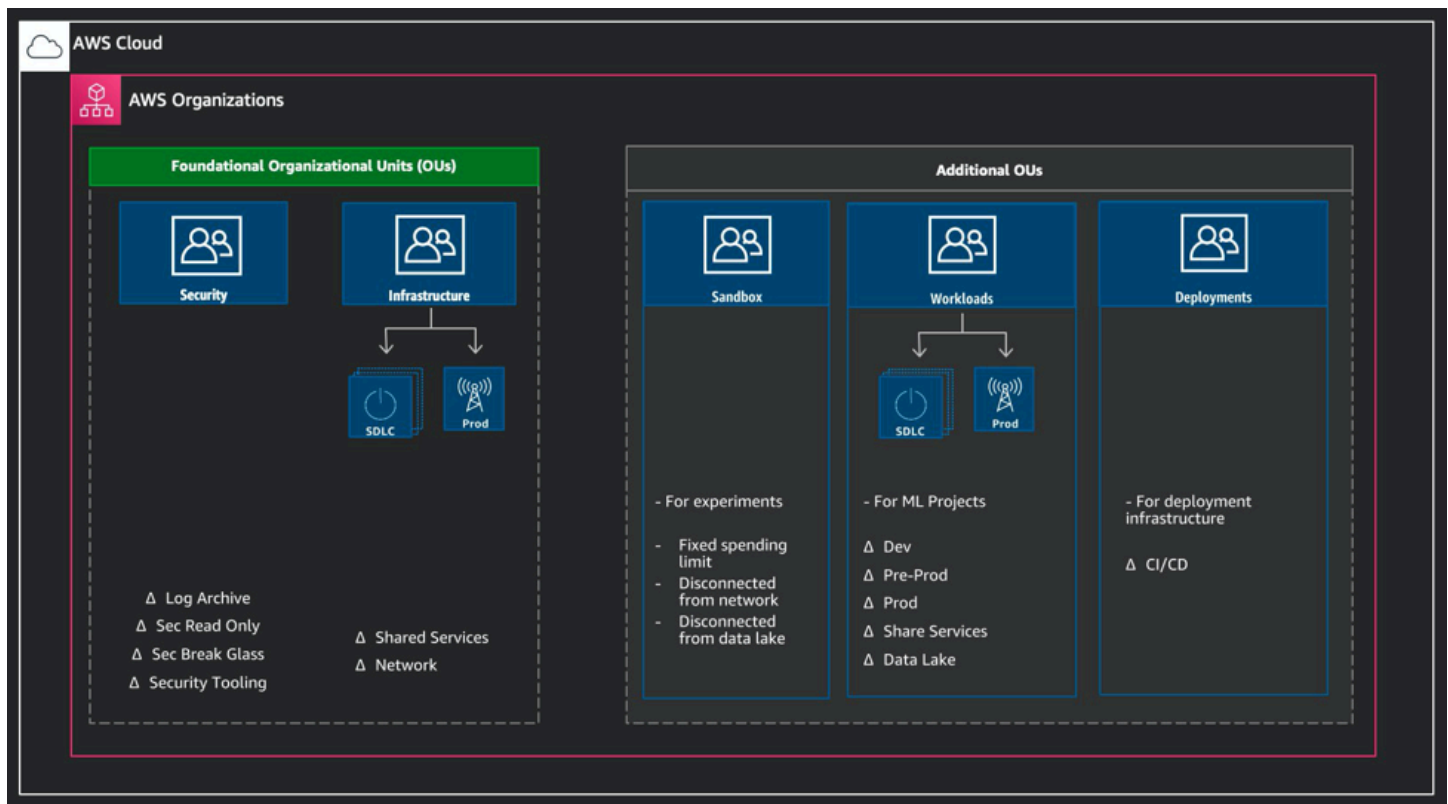 AWS Cloud
AWS Organizations
Foundational Organizational Units (OUs)
Security
Infrastructure
SDLC
Prod
Δ Log Archive
Δ Sec Read Only
Δ Sec Break Glass
Δ Security Tooling
Δ Shared Services
Δ Network
Additional OUs
Sandbox
- For experiments
- Fixed spending
limit
- Disconnected
from network
- Disconnected
from data lake
Workloads
SDLC
Prod
- For ML Projects
Δ Dev
Δ Pre-Prod
Δ Prod
Δ Share Services
Δ Data Lake
Deployments
- For deployment
infrastructure
Δ CI/CD